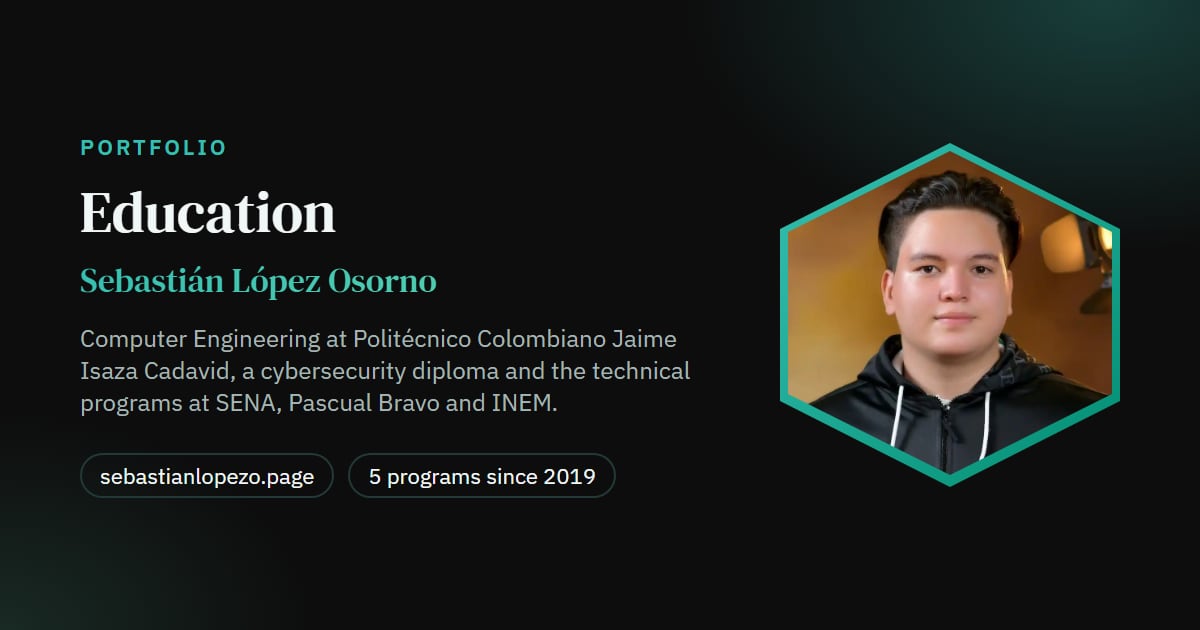 PORTFOLIO
Education
Sebastián López Osorno
Computer Engineering at Politécnico Colombiano Jaime
Isaza Cadavid, a cybersecurity diploma and the technical
programs at SENA, Pascual Bravo and INEM.
sebastianlopezo.page
5 programs since 2019